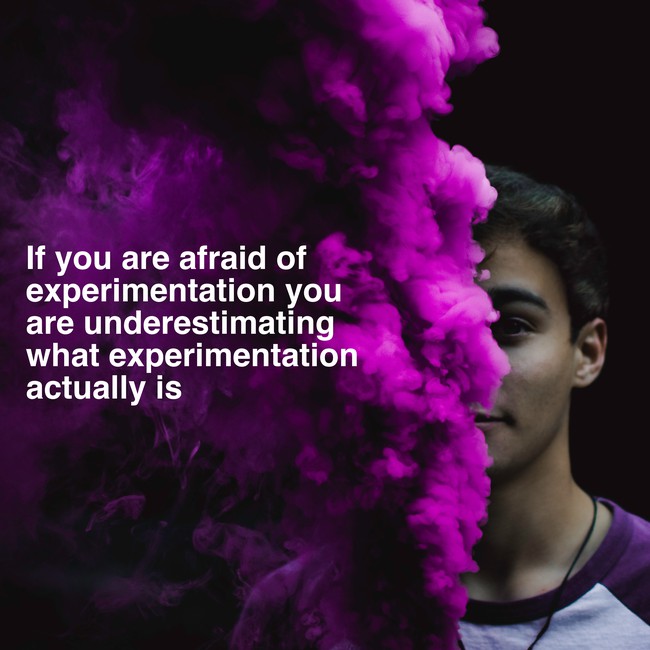 If you are afraid of
experimentation you
are underestimating
what experimentation
actually is